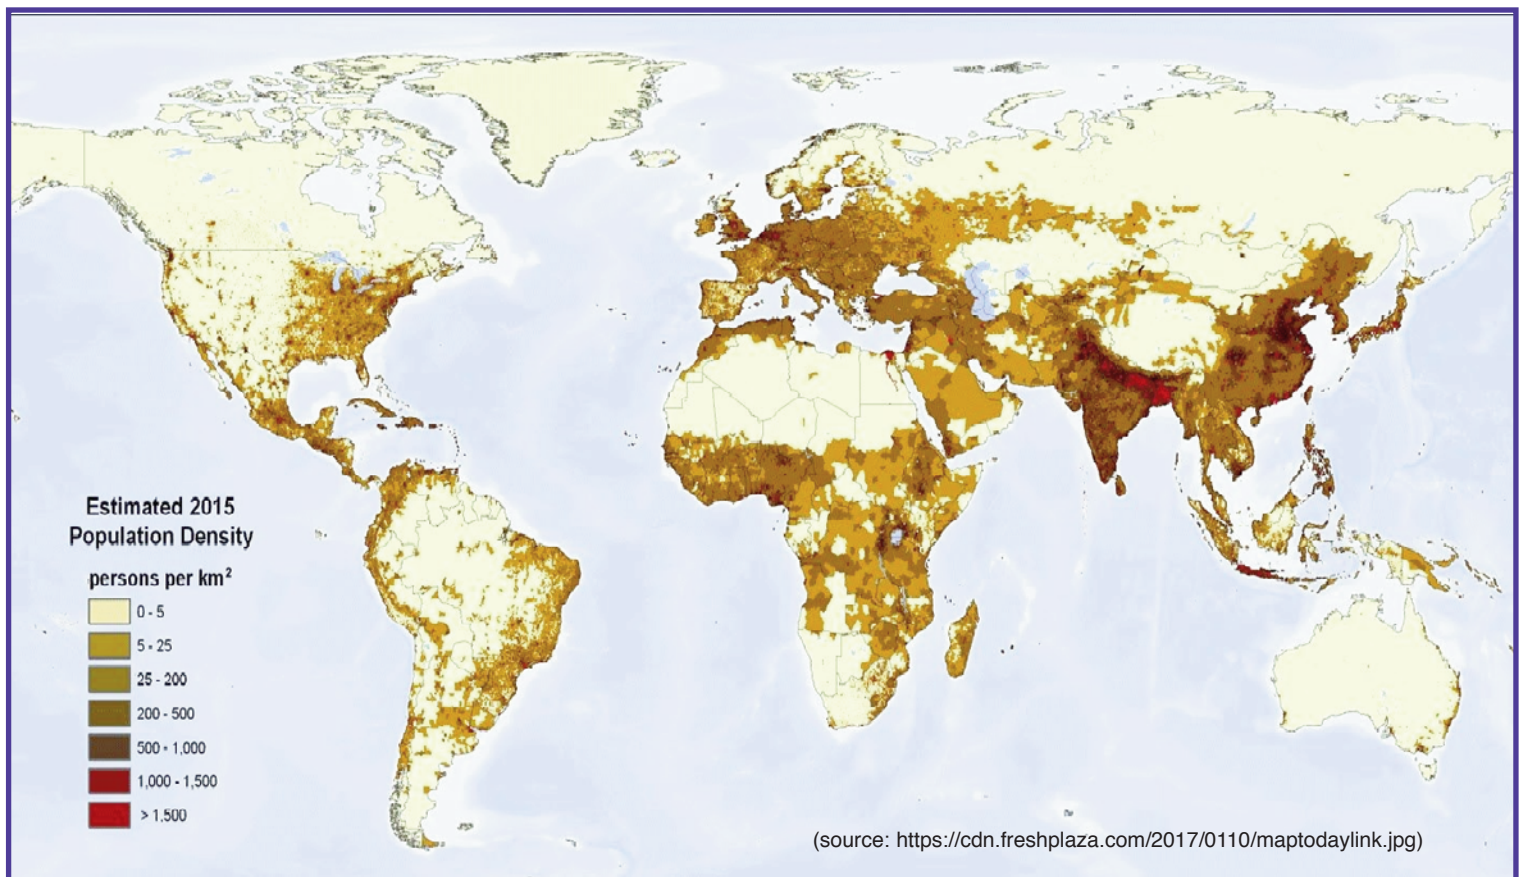 Estimated 2015
Population Density
persons per km²
0 - 5
5 - 25
25 - 200
200 - 500
500 - 1,000
1,000 - 1,500
> 1,500
(source: https://cdn.freshplaza.com/2017/0110/maptodaylink.jpg)